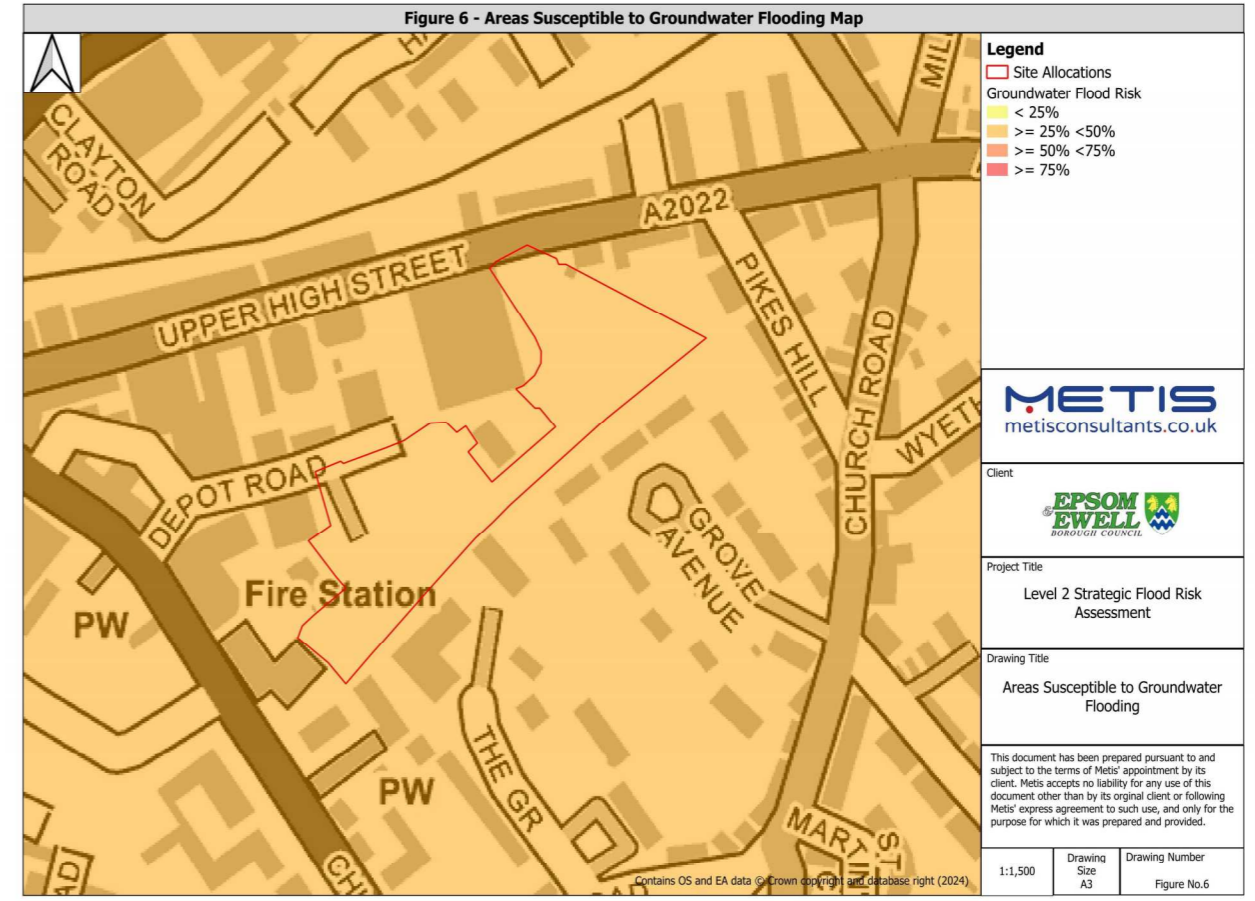 Figure 6 - Areas Susceptible to Groundwater Flooding Map
CLAYTON
ROAD
HA
MIL
A2022
UPPER HIGH STREET
PIKES HILL
CHURCH ROAD
WYETH
DEPOT ROAD
GROVE
AVENUE
Fire Station
PW
PW
THE GR
MART IN
ST
CHU
AD
Contains OS and EA data © Crown copyright and database right (2024)
Legend
Site Allocations
Groundwater Flood Risk
< 25%
>= 25% <50%
>= 50% <75%
>= 75%
METIS
metisconsultants.co.uk
Client
EPSOM
& EWELL
BOROUGH COUNCIL
Project Title
Level 2 Strategic Flood Risk
Assessment
Drawing Title
Areas Susceptible to Groundwater
Flooding
This document has been prepared pursuant to and
subject to the terms of Metis' appointment by its
client. Metis accepts no liability for any use of this
document other than by its orginal client or following
Metis' express agreement to such use, and only for the
purpose for which it was prepared and provided.
1:1,500
Drawing
Size
A3
Drawing Number
Figure No.6